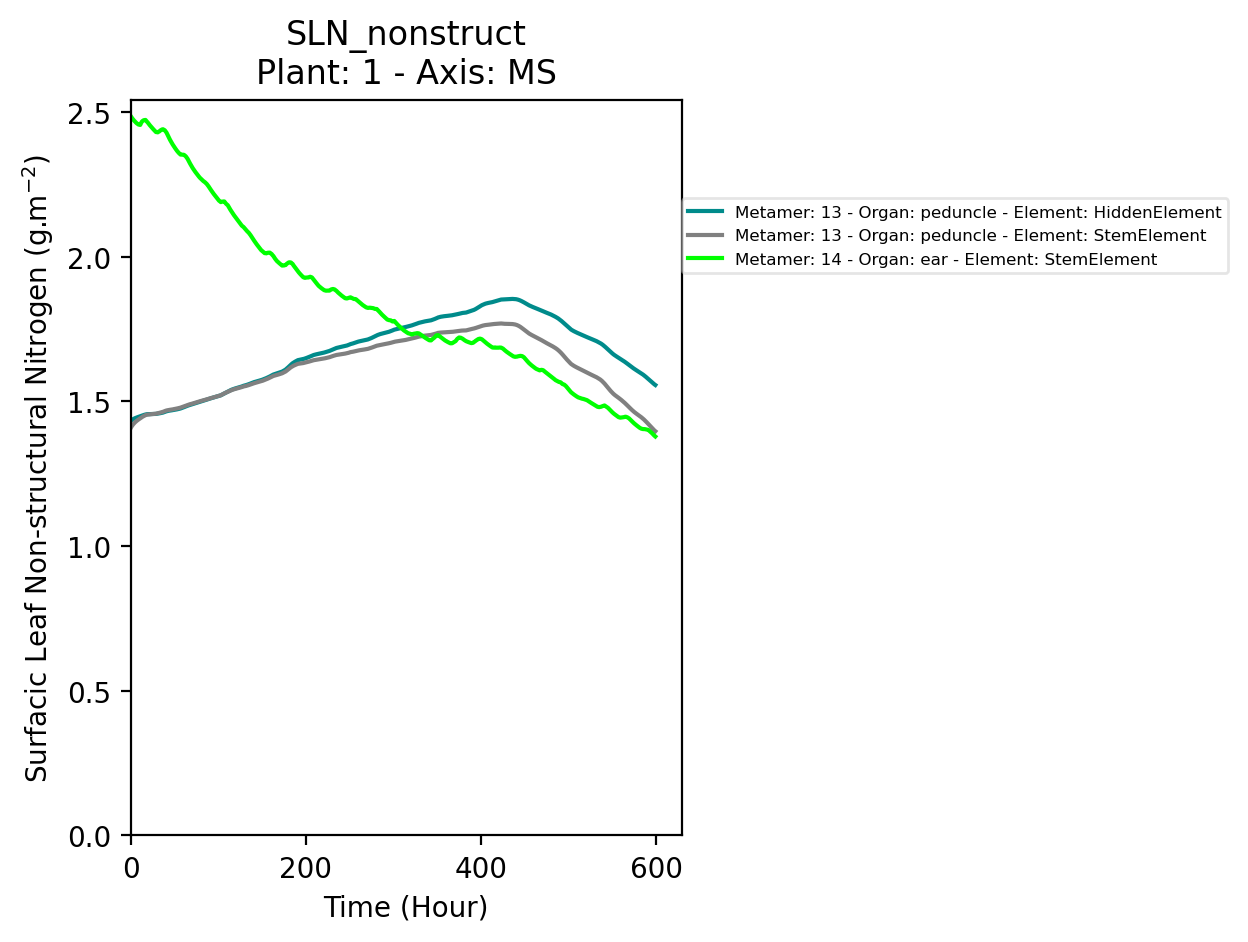 SLN_nonstruct
Plant: 1 - Axis: MS
Surfacic Leaf Non-structural Nitrogen (g.m⁻²)
2.5
2.0
1.5
1.0
0.5
0.0
0 200 400 600
Time (Hour)
Metamer: 13 - Organ: peduncle - Element: HiddenElement
Metamer: 13 - Organ: peduncle - Element: StemElement
Metamer: 14 - Organ: ear - Element: StemElement